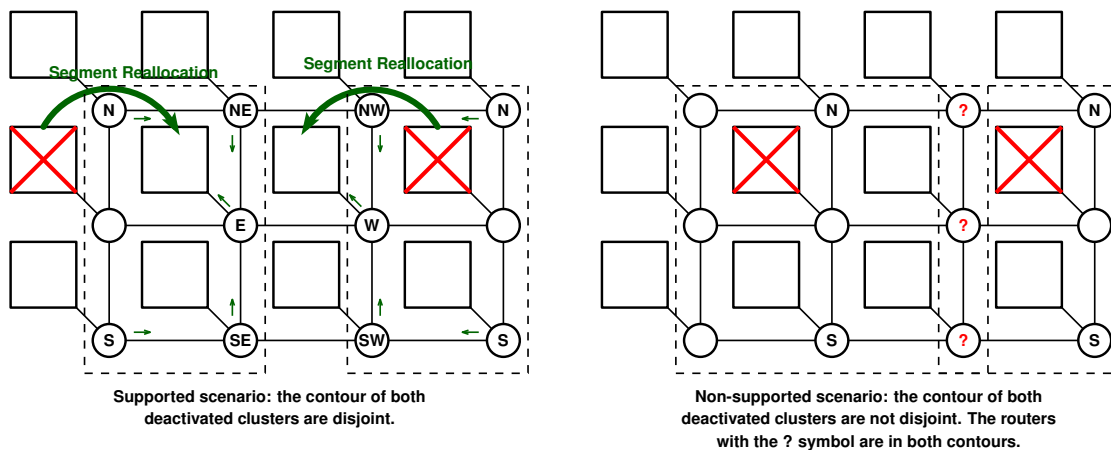 Segment Reallocation
Segment Reallocation
N NE NW N
E W
S SE SW S
Supported scenario: the contour of both
deactivated clusters are disjoint.
N ? N
?
S ? S
Non-supported scenario: the contour of both
deactivated clusters are not disjoint. The routers
with the ? symbol are in both contours.